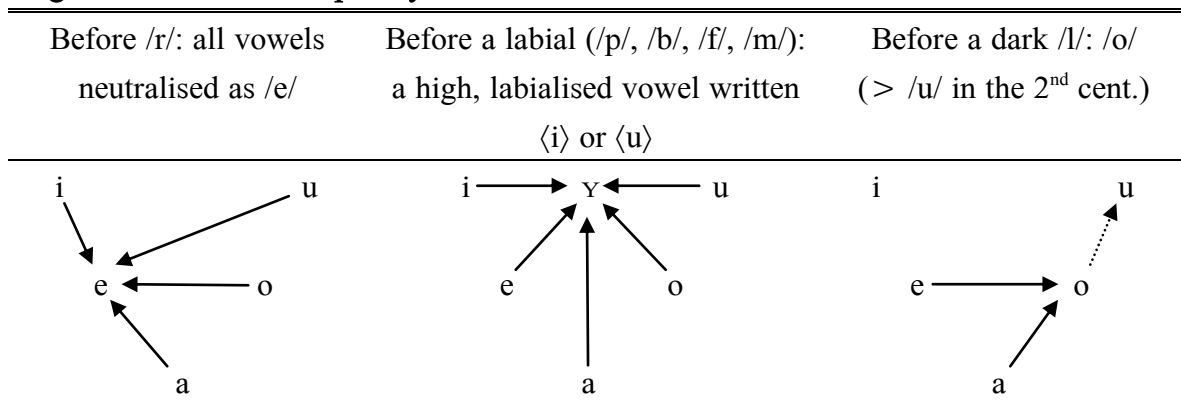 Before /r/: all vowels
neutralised as /e/
Before a labial (/p/, /b/, /f/, /m/):
a high, labialised vowel written
⟨i⟩ or ⟨u⟩
Before a dark /l/: /o/
(> /u/ in the 2nd cent.)
i u
e o
a
i ʏ u
e o
a
i u
e o
a